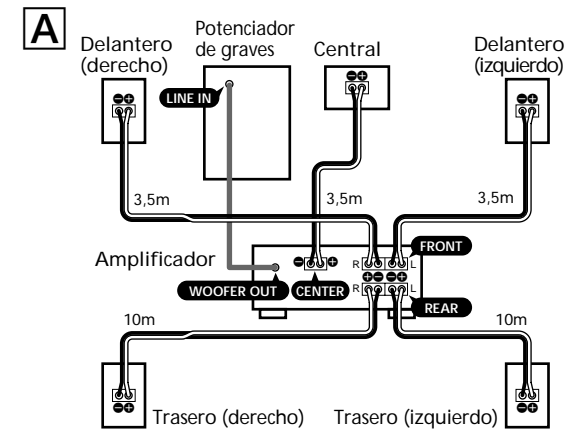 A
Delantero
(derecho)
Potenciador
de graves
Central
Delantero
(izquierdo)
LINE IN
3,5m
3,5m
3,5m
Amplificador
FRONT
R
L
WOOFER OUT
CENTER
R
L
REAR
10m
10m
Trasero (derecho)
Trasero (izquierdo)